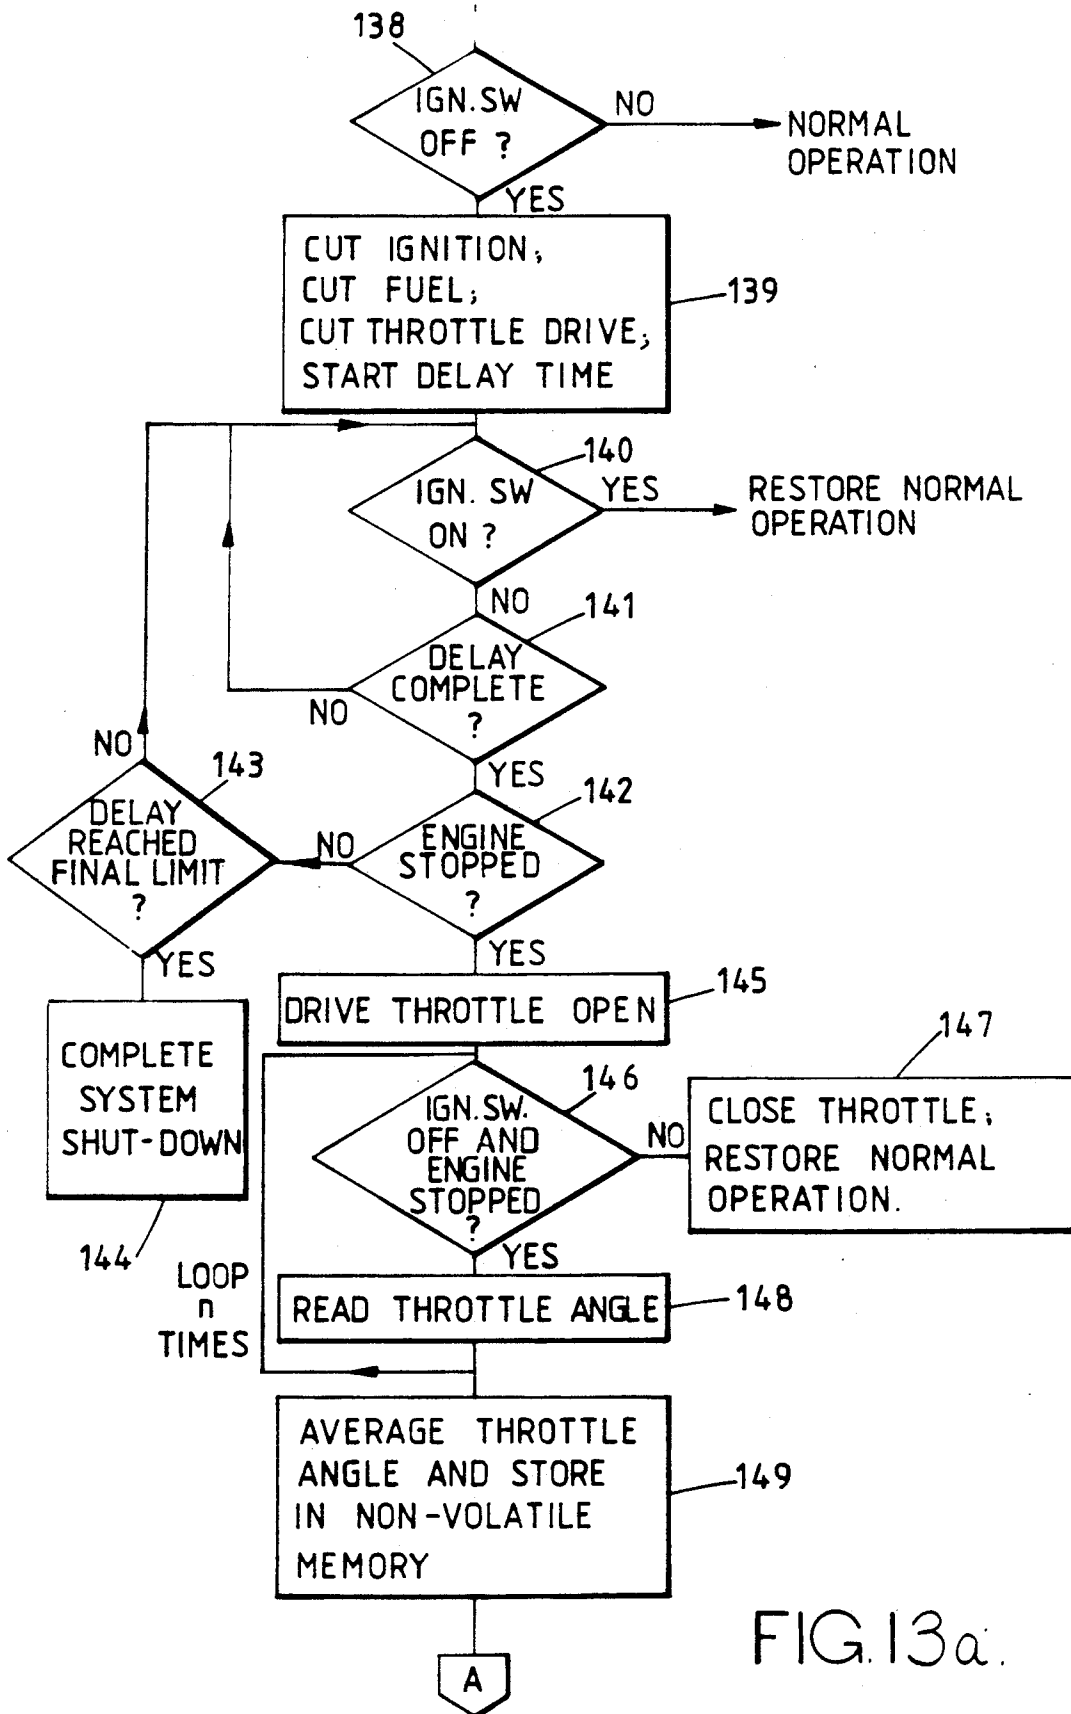 138
IGN.SW
OFF ?
NO
NORMAL
OPERATION
YES
CUT IGNITION;
CUT FUEL;
CUT THROTTLE DRIVE;
START DELAY TIME
139
140
IGN. SW
ON ?
YES
RESTORE NORMAL
OPERATION
NO
141
DELAY
COMPLETE
?
NO
YES
142
ENGINE
STOPPED
?
NO
NO
143
DELAY
REACHED
FINAL LIMIT
?
YES
YES
COMPLETE
SYSTEM
SHUT-DOWN
144
DRIVE THROTTLE OPEN
145
146
IGN. SW.
OFF AND
ENGINE
STOPPED
?
NO
147
CLOSE THROTTLE;
RESTORE NORMAL
OPERATION.
YES
LOOP
n
TIMES
READ THROTTLE ANGLE
148
AVERAGE THROTTLE
ANGLE AND STORE
IN NON-VOLATILE
MEMORY
149
A
FIG.13a.